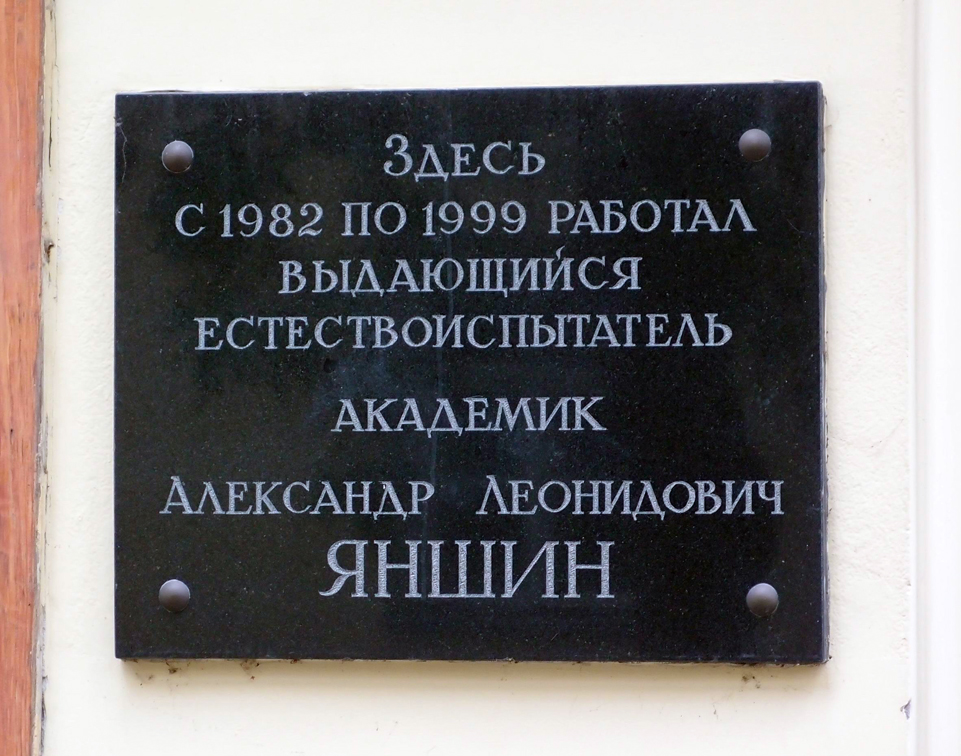 Здесь
с 1982 по 1999 работал
выдающийся
естествоиспытатель
академик
Александр Леонидович
ЯНШИН